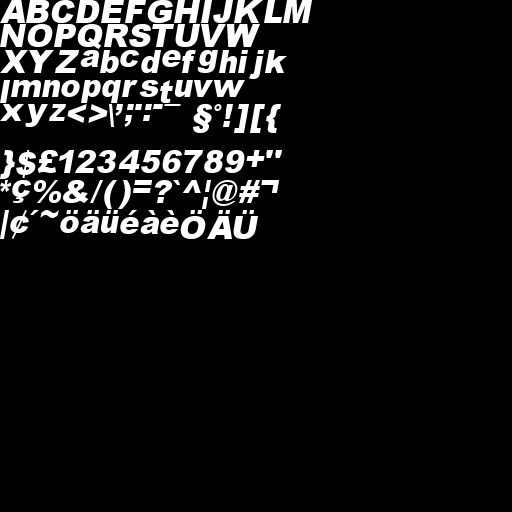 ABCDEFGHIJKLM
NOPQRSTUVW
XYZabcdefghijk
lmnopqrstuvw
xyz<>\',;.:-_ §°!][{
}$£123456789+"
*ç%&/()=?`^¦@#¬
|¢´~öäüéàèÖÄÜ